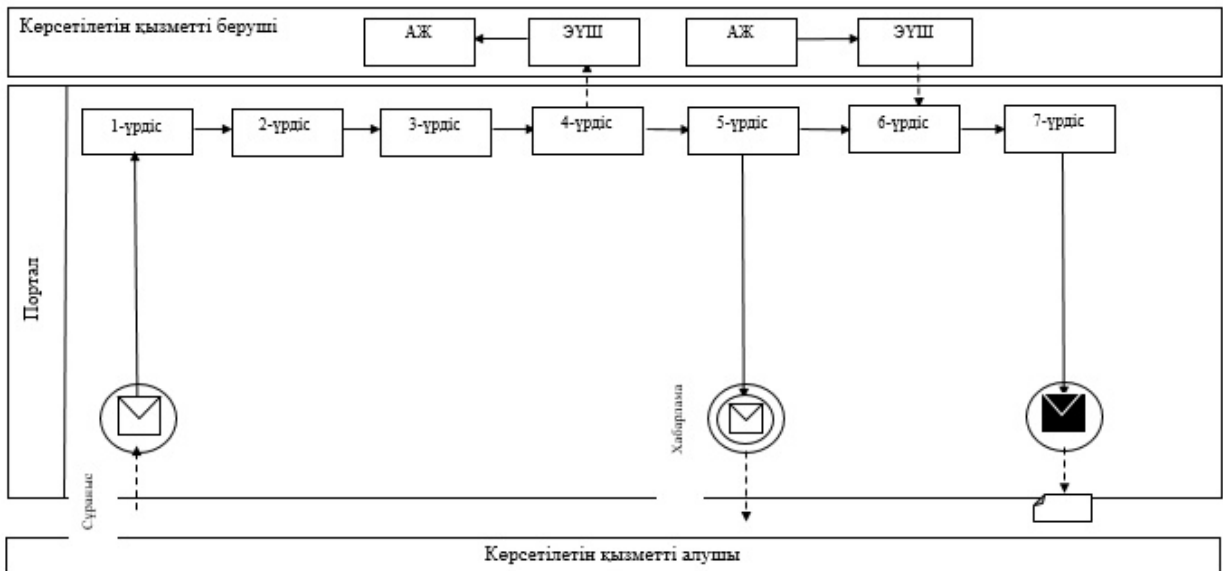 Көрсетілетін қызметті беруші
АЖ
ЭҮШ
АЖ
ЭҮШ
1-үрдіс
2-үрдіс
3-үрдіс
4-үрдіс
5-үрдіс
6-үрдіс
7-үрдіс
Портал
Сұраныс
Хабарлама
Көрсетілетін қызметті алушы